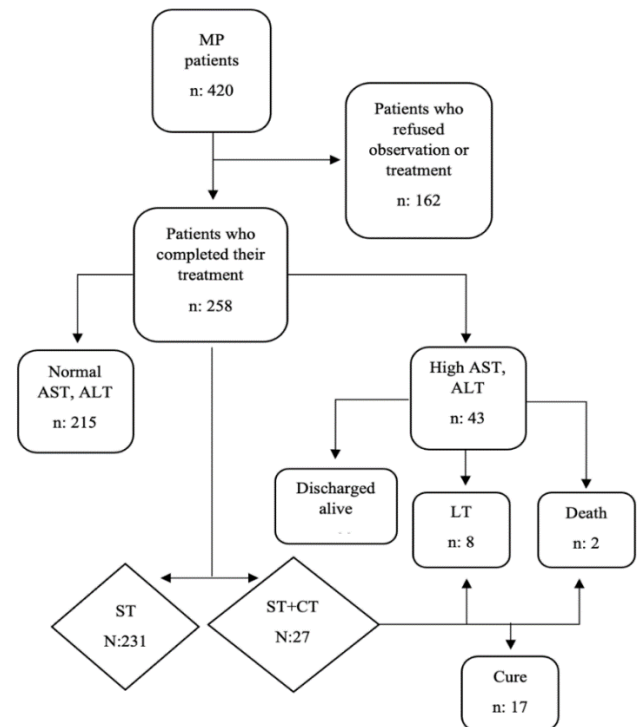 MP
patients
n: 420
Patients who
refused
observation or
treatment
n: 162
Patients who
completed their
treatment
n: 258
Normal
AST, ALT
n: 215
High AST,
ALT
n: 43
Discharged
alive
LT
n: 8
Death
n: 2
ST
N:231
ST+CT
N:27
Cure
n: 17